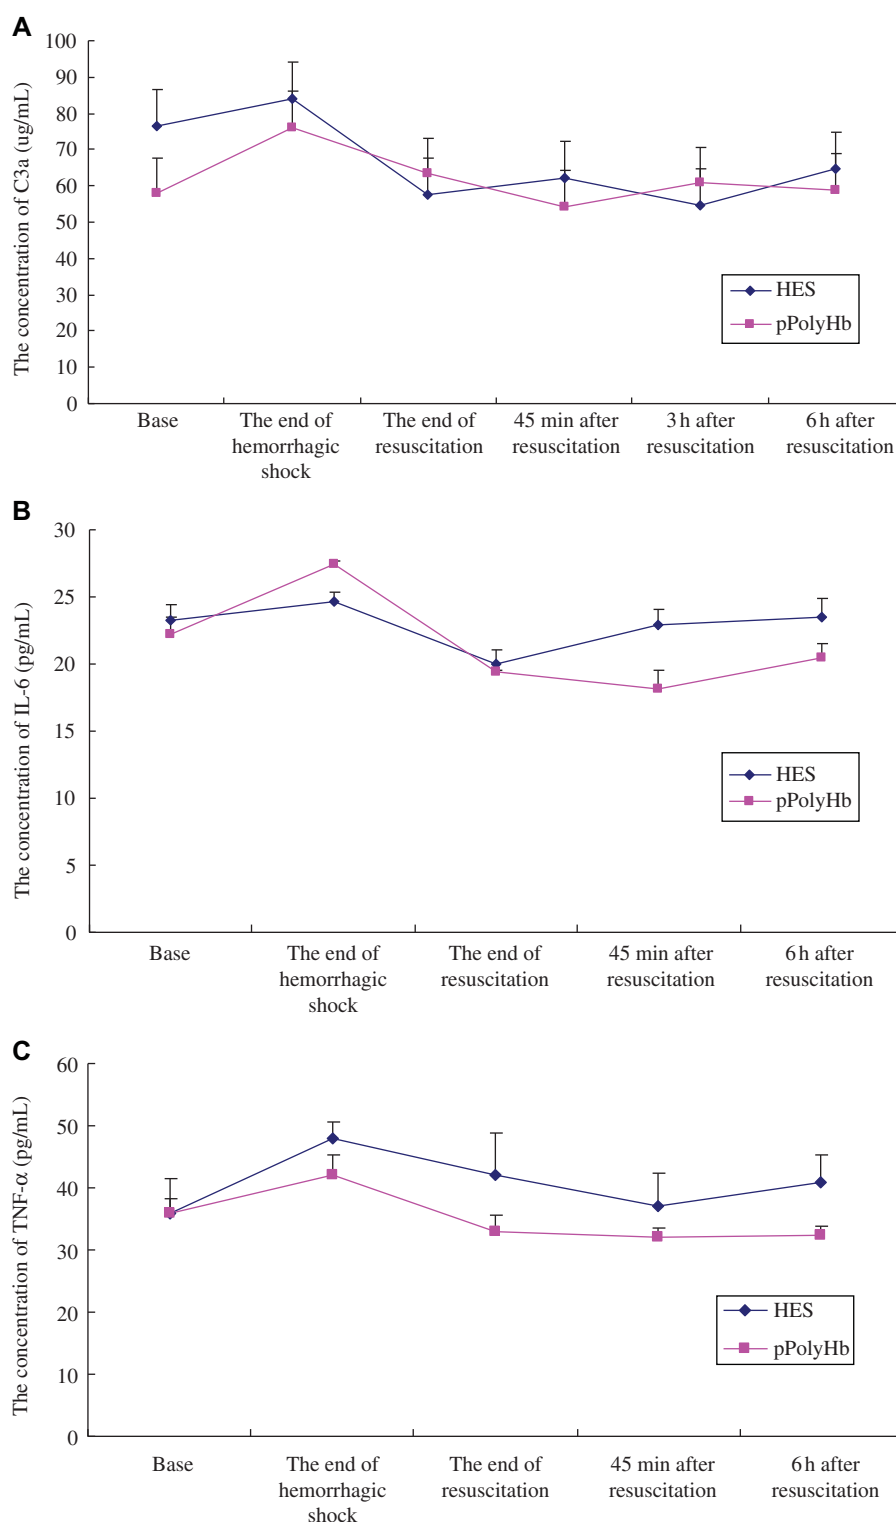 A
The concentration of C3a (ug/mL)
100
90
80
70
60
50
40
30
20
10
0
HES
pPolyHb
Base
The end of
hemorrhagic
shock
The end of
resuscitation
45 min after
resuscitation
3 h after
resuscitation
6 h after
resuscitation
B
The concentration of IL-6 (pg/mL)
30
25
20
15
10
5
0
HES
pPolyHb
Base
The end of
hemorrhagic
shock
The end of
resuscitation
45 min after
resuscitation
6 h after
resuscitation
C
The concentration of TNF-α (pg/mL)
60
50
40
30
20
10
0
HES
pPolyHb
Base
The end of
hemorrhagic
shock
The end of
resuscitation
45 min after
resuscitation
6 h after
resuscitation